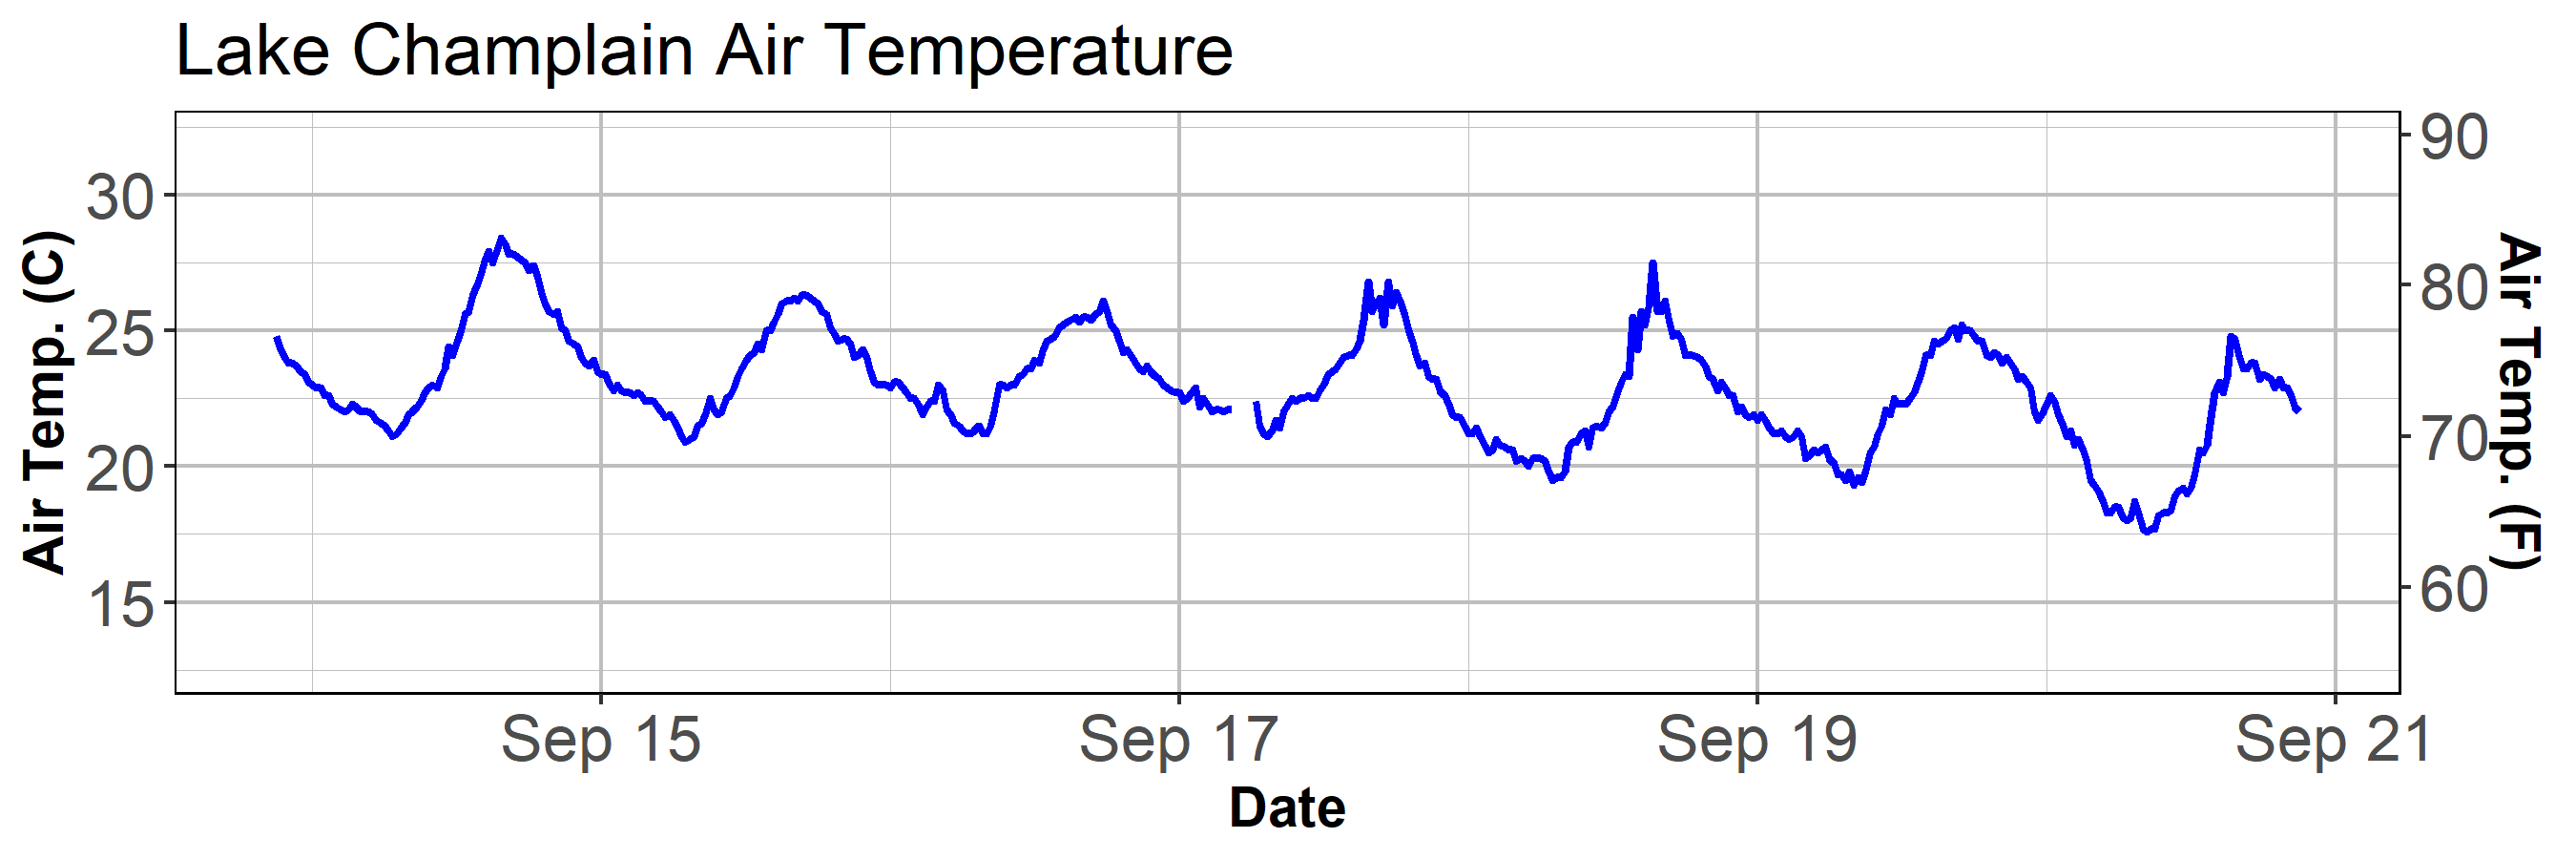 Lake Champlain Air Temperature
Air Temp. (C)
30
25
20
15
90
80
70
60
Air Temp. (F)
Sep 15
Sep 17
Sep 19
Sep 21
Date